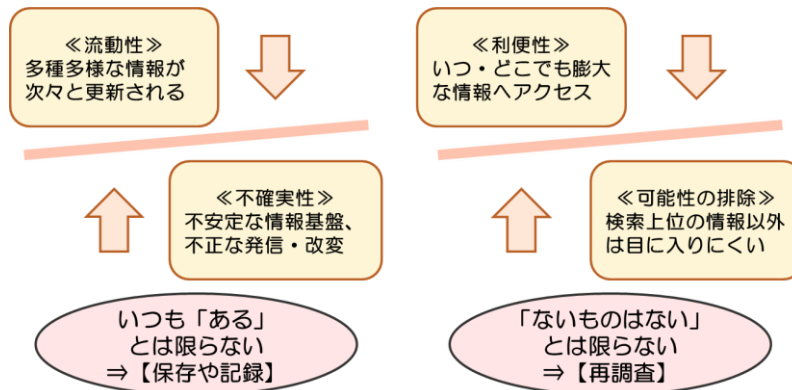 ≪流動性≫
多種多様な情報が
次々と更新される
≪不確実性≫
不安定な情報基盤、
不正な発信・改変
いつも「ある」
とは限らない
⇒【保存や記録】
≪利便性≫
いつ・どこでも膨大
な情報へアクセス
≪可能性の排除≫
検索上位の情報以外
は目に入りにくい
「ないものはない」
とは限らない
⇒【再調査】